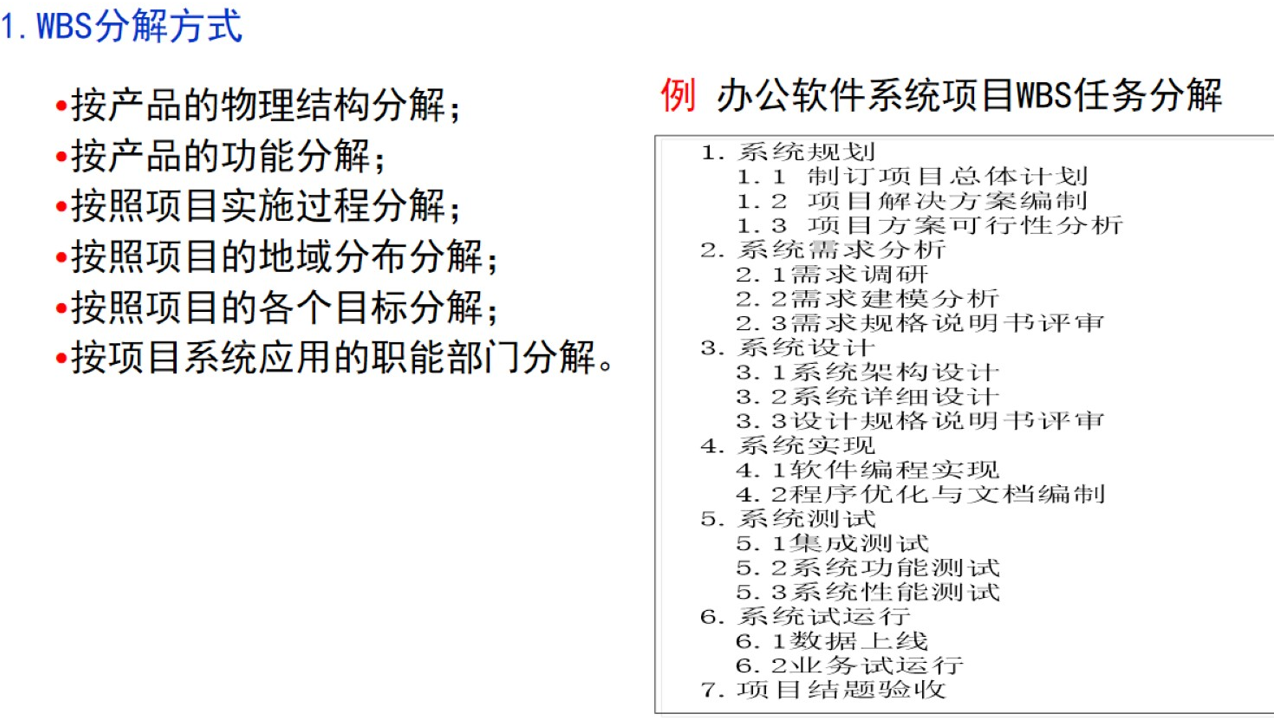 1.WBS分解方式
•按产品的物理结构分解；
•按产品的功能分解；
•按照项目实施过程分解；
•按照项目的地域分布分解；
•按照项目的各个目标分解；
•按项目系统应用的职能部门分解。
例 办公软件系统项目WBS任务分解
1. 系统规划
1.1 制订项目总体计划
1.2 项目解决方案编制
1.3 项目方案可行性分析
2. 系统需求分析
2.1需求调研
2.2需求建模分析
2.3需求规格说明书评审
3. 系统设计
3.1系统架构设计
3.2系统详细设计
3.3设计规格说明书评审
4. 系统实现
4.1软件编程实现
4.2程序优化与文档编制
5. 系统测试
5.1集成测试
5.2系统功能测试
5.3系统性能测试
6. 系统试运行
6.1数据上线
6.2业务试运行
7. 项目结题验收